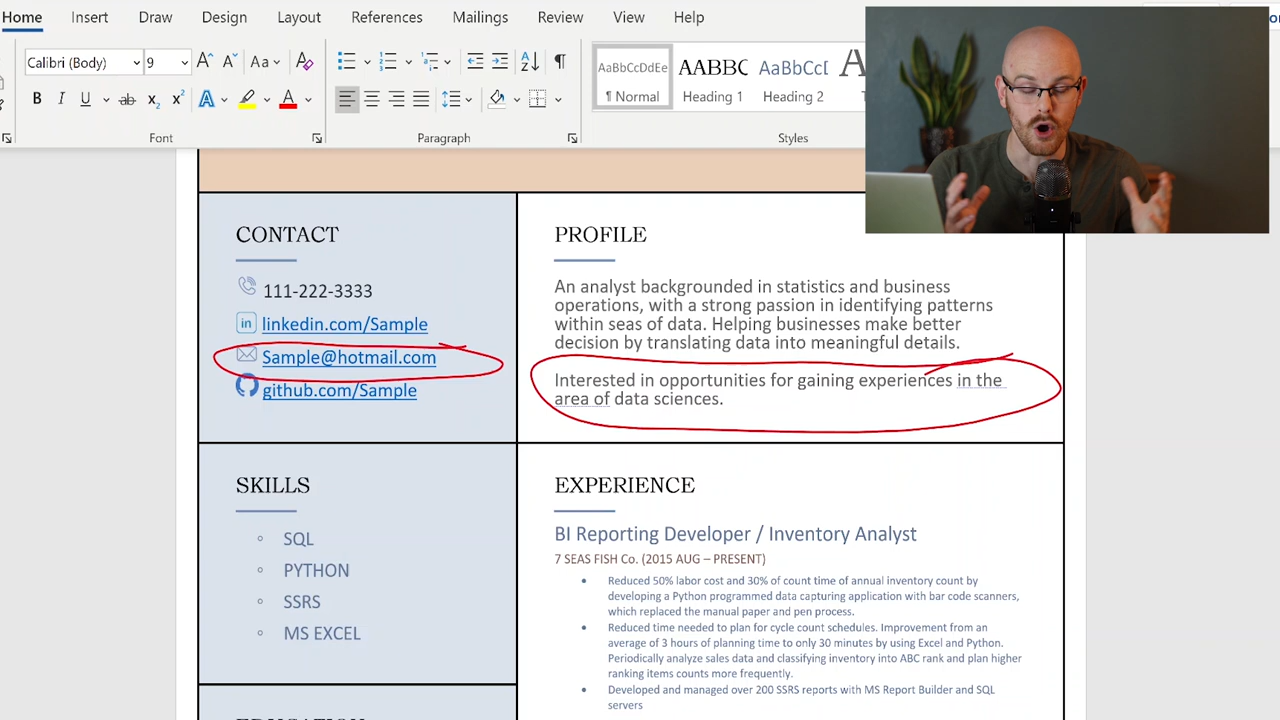 Home Insert Draw Design Layout References Mailings Review View Help
Calibri (Body) 9 Aa
AaBbCcDdEe AABBC AaBbCcD
Normal Heading 1 Heading 2
Font Paragraph Styles
CONTACT
111-222-3333
linkedin.com/Sample
Sample@hotmail.com
github.com/Sample
PROFILE
An analyst backgrounded in statistics and business
operations, with a strong passion in identifying patterns
within seas of data. Helping businesses make better
decision by translating data into meaningful details.
Interested in opportunities for gaining experiences in the
area of data sciences.
SKILLS
SQL
PYTHON
SSRS
MS EXCEL
EXPERIENCE
BI Reporting Developer / Inventory Analyst
7 SEAS FISH Co. (2015 AUG – PRESENT)
Reduced 50% labor cost and 30% of count time of annual inventory count by
developing a Python programmed data capturing application with bar code scanners,
which replaced the manual paper and pen process.
Reduced time needed to plan for cycle count schedules. Improvement from an
average of 3 hours of planning time to only 30 minutes by using Excel and Python.
Periodically analyze sales data and classifying inventory into ABC rank and plan higher
ranking items counts more frequently.
Developed and managed over 200 SSRS reports with MS Report Builder and SQL
servers